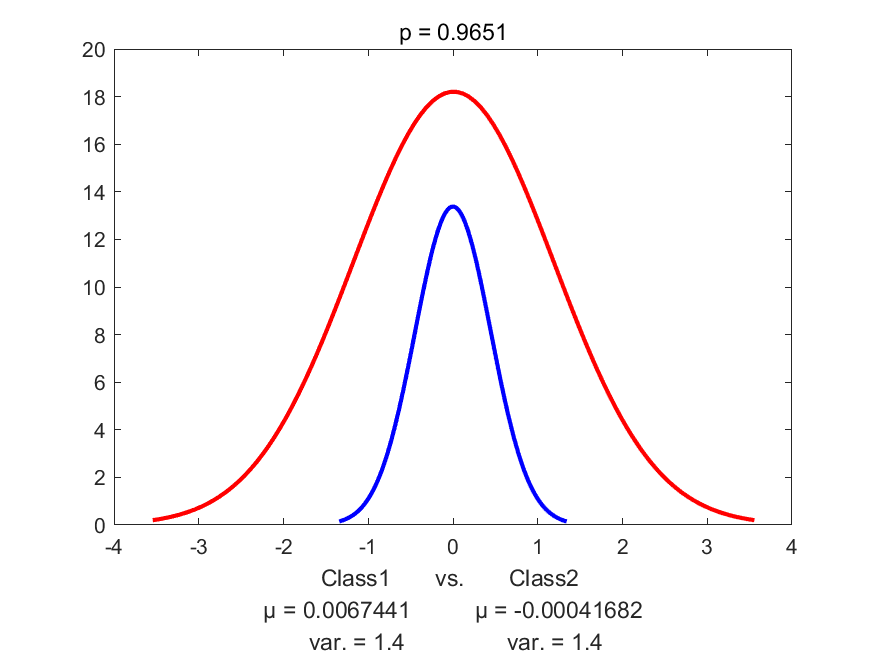 p = 0.9651
20
18
16
14
12
10
8
6
4
2
0
-4 -3 -2 -1 0 1 2 3 4
Class1 vs. Class2
μ = 0.0067441 μ = -0.00041682
var. = 1.4 var. = 1.4